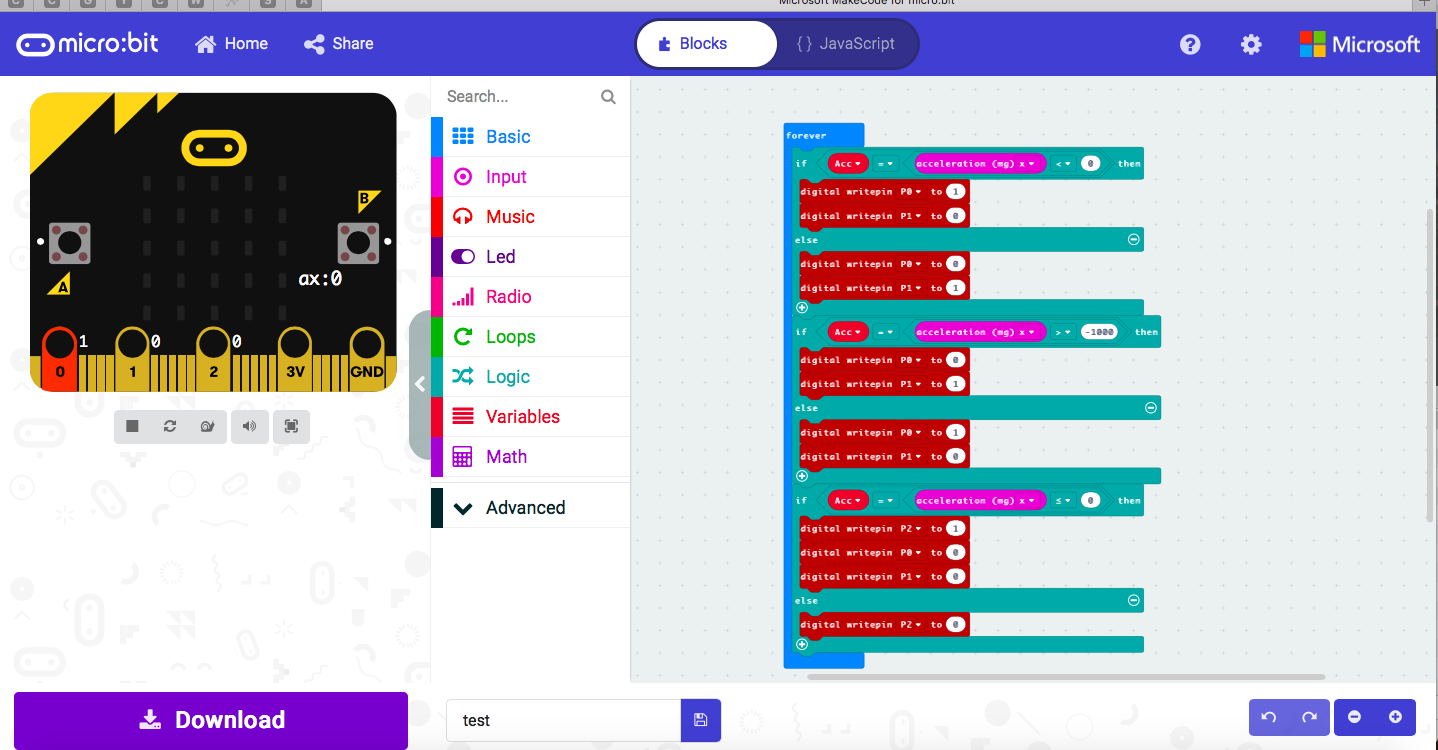 Microsoft MakeCode for micro:bit
micro:bit Home Share Blocks {} JavaScript Microsoft
Search...
Basic
Input
Music
Led
Radio
Loops
Logic
Variables
Math
Advanced
B
A
ax:0
1 0 0
0 1 2 3V GND
forever
if Acc = acceleration (mg) x < 0 then
digital writepin P0 to 1
digital writepin P1 to 0
else
digital writepin P0 to 0
digital writepin P1 to 1
if Acc = acceleration (mg) x > -1000 then
digital writepin P0 to 0
digital writepin P1 to 1
else
digital writepin P0 to 1
digital writepin P1 to 0
if Acc = acceleration (mg) x ≤ 0 then
digital writepin P2 to 1
digital writepin P0 to 0
digital writepin P1 to 0
else
digital writepin P2 to 0
Download
test